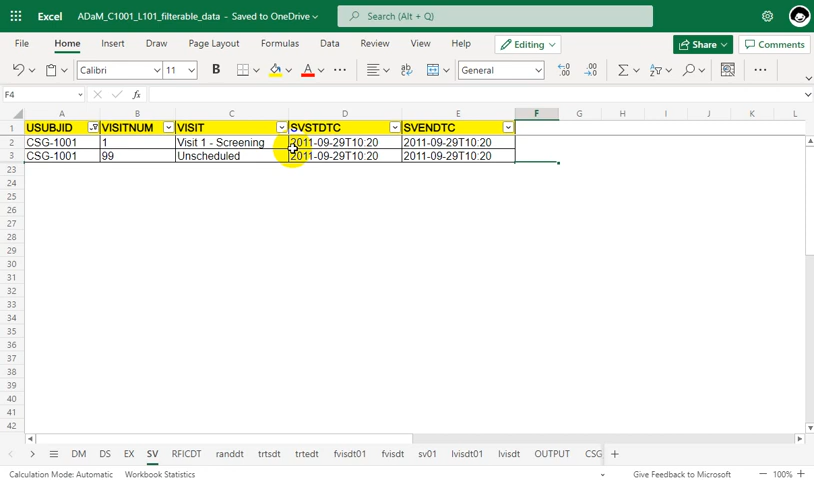 Excel ADaM_C1001_L101_filterable_data - Saved to OneDrive Search (Alt + Q)
File Home Insert Draw Page Layout Formulas Data Review View Help Editing Share Comments
Calibri 11 B A ab General .00 .00
F4 fx
A B C D E F G H I J K L
1 USUBJID VISITNUM VISIT SVSTDTC SVENDTC
2 CSG-1001 1 Visit 1 - Screening 2011-09-29T10:20 2011-09-29T10:20
3 CSG-1001 99 Unscheduled 2011-09-29T10:20 2011-09-29T10:20
23
24
25
26
27
28
29
30
31
32
33
34
35
36
37
38
39
40
41
42
DM DS EX SV RFICDT randdt trtsdt trtedt fvisdt01 fvisdt sv01 lvisdt01 lvisdt OUTPUT CSG
Calculation Mode: Automatic Workbook Statistics Give Feedback to Microsoft 100%